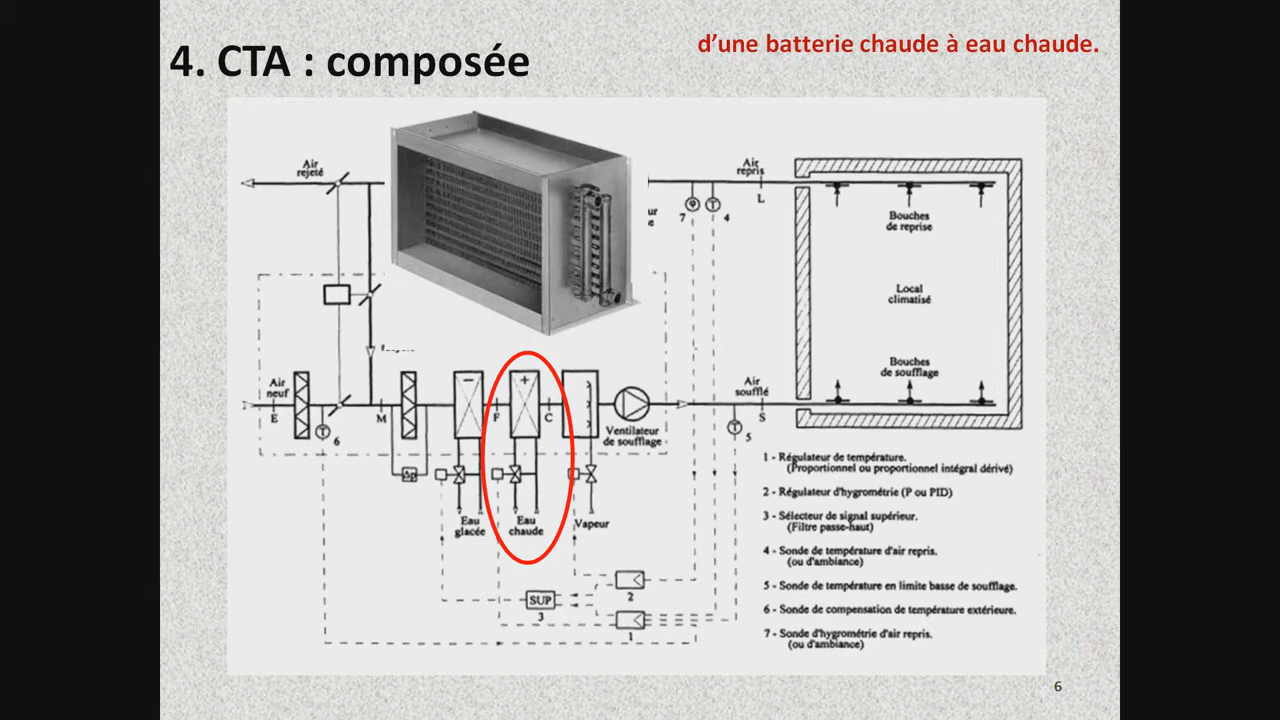 4. CTA : composée
d'une batterie chaude à eau chaude.
Air
rejeté
Air
repris
L
7
4
ur
e
Bouches
de reprise
Local
climatisé
Bouches
de soufflage
Air
neuf
E
6
M
−
F
+
C
Ventilateur
de soufflage
Air
soufflé
S
5
T
T
T
Eau
glacée
Eau
chaude
Vapeur
SUP
3
2
1
1 - Régulateur de température.
(Proportionnel ou proportionnel intégral dérivé)
2 - Régulateur d'hygrométrie (P ou PID)
3 - Sélecteur de signal supérieur.
(Filtre passe-haut)
4 - Sonde de température d'air repris.
(ou d'ambiance)
5 - Sonde de température en limite basse de soufflage.
6 - Sonde de compensation de température extérieure.
7 - Sonde d'hygrométrie d'air repris.
(ou d'ambiance)
6